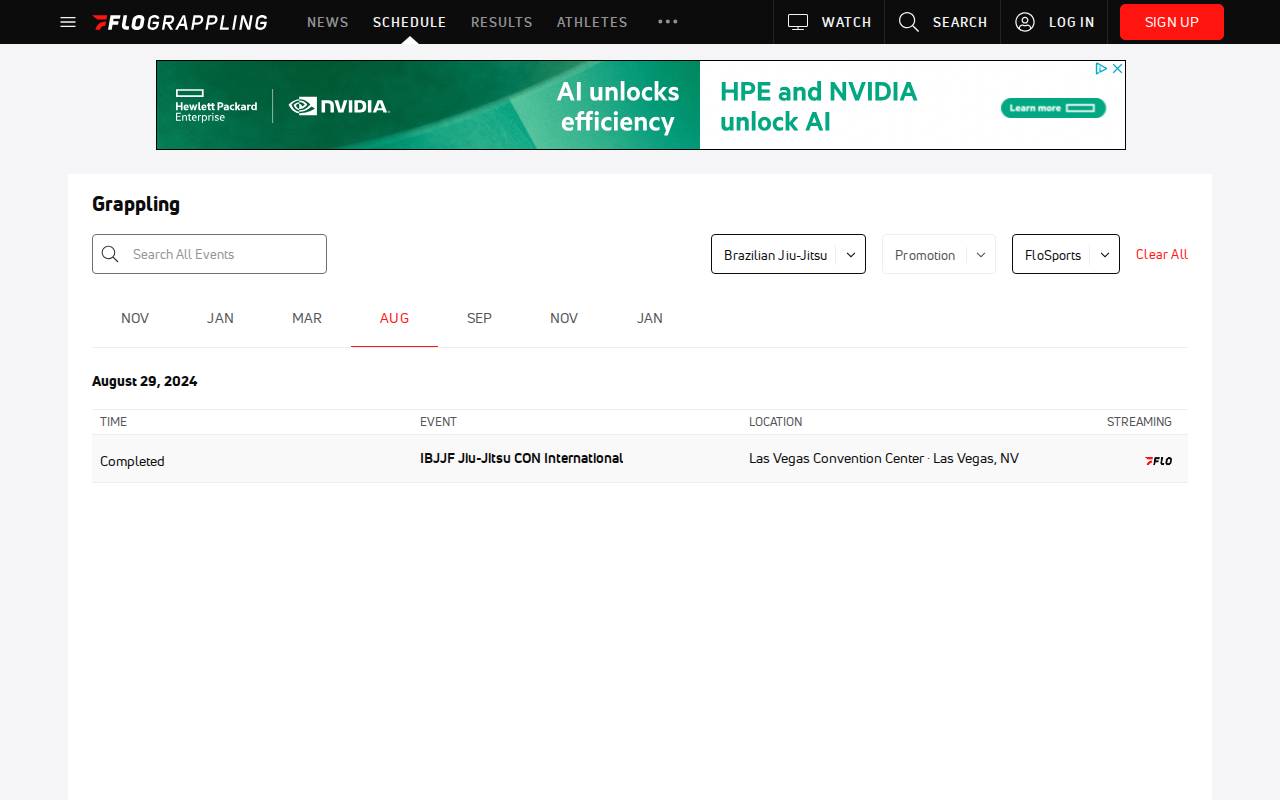 FLOGRAPPLING NEWS SCHEDULE RESULTS ATHLETES WATCH SEARCH LOG IN SIGN UP
Hewlett Packard Enterprise
NVIDIA
AI unlocks
efficiency
HPE and NVIDIA
unlock AI
Learn more
Grappling
Search All Events Brazilian Jiu-Jitsu Promotion FloSports Clear All
NOV JAN MAR AUG SEP NOV JAN
August 29, 2024
TIME EVENT LOCATION STREAMING
Completed IBJJF Jiu-Jitsu CON International Las Vegas Convention Center · Las Vegas, NV FLO